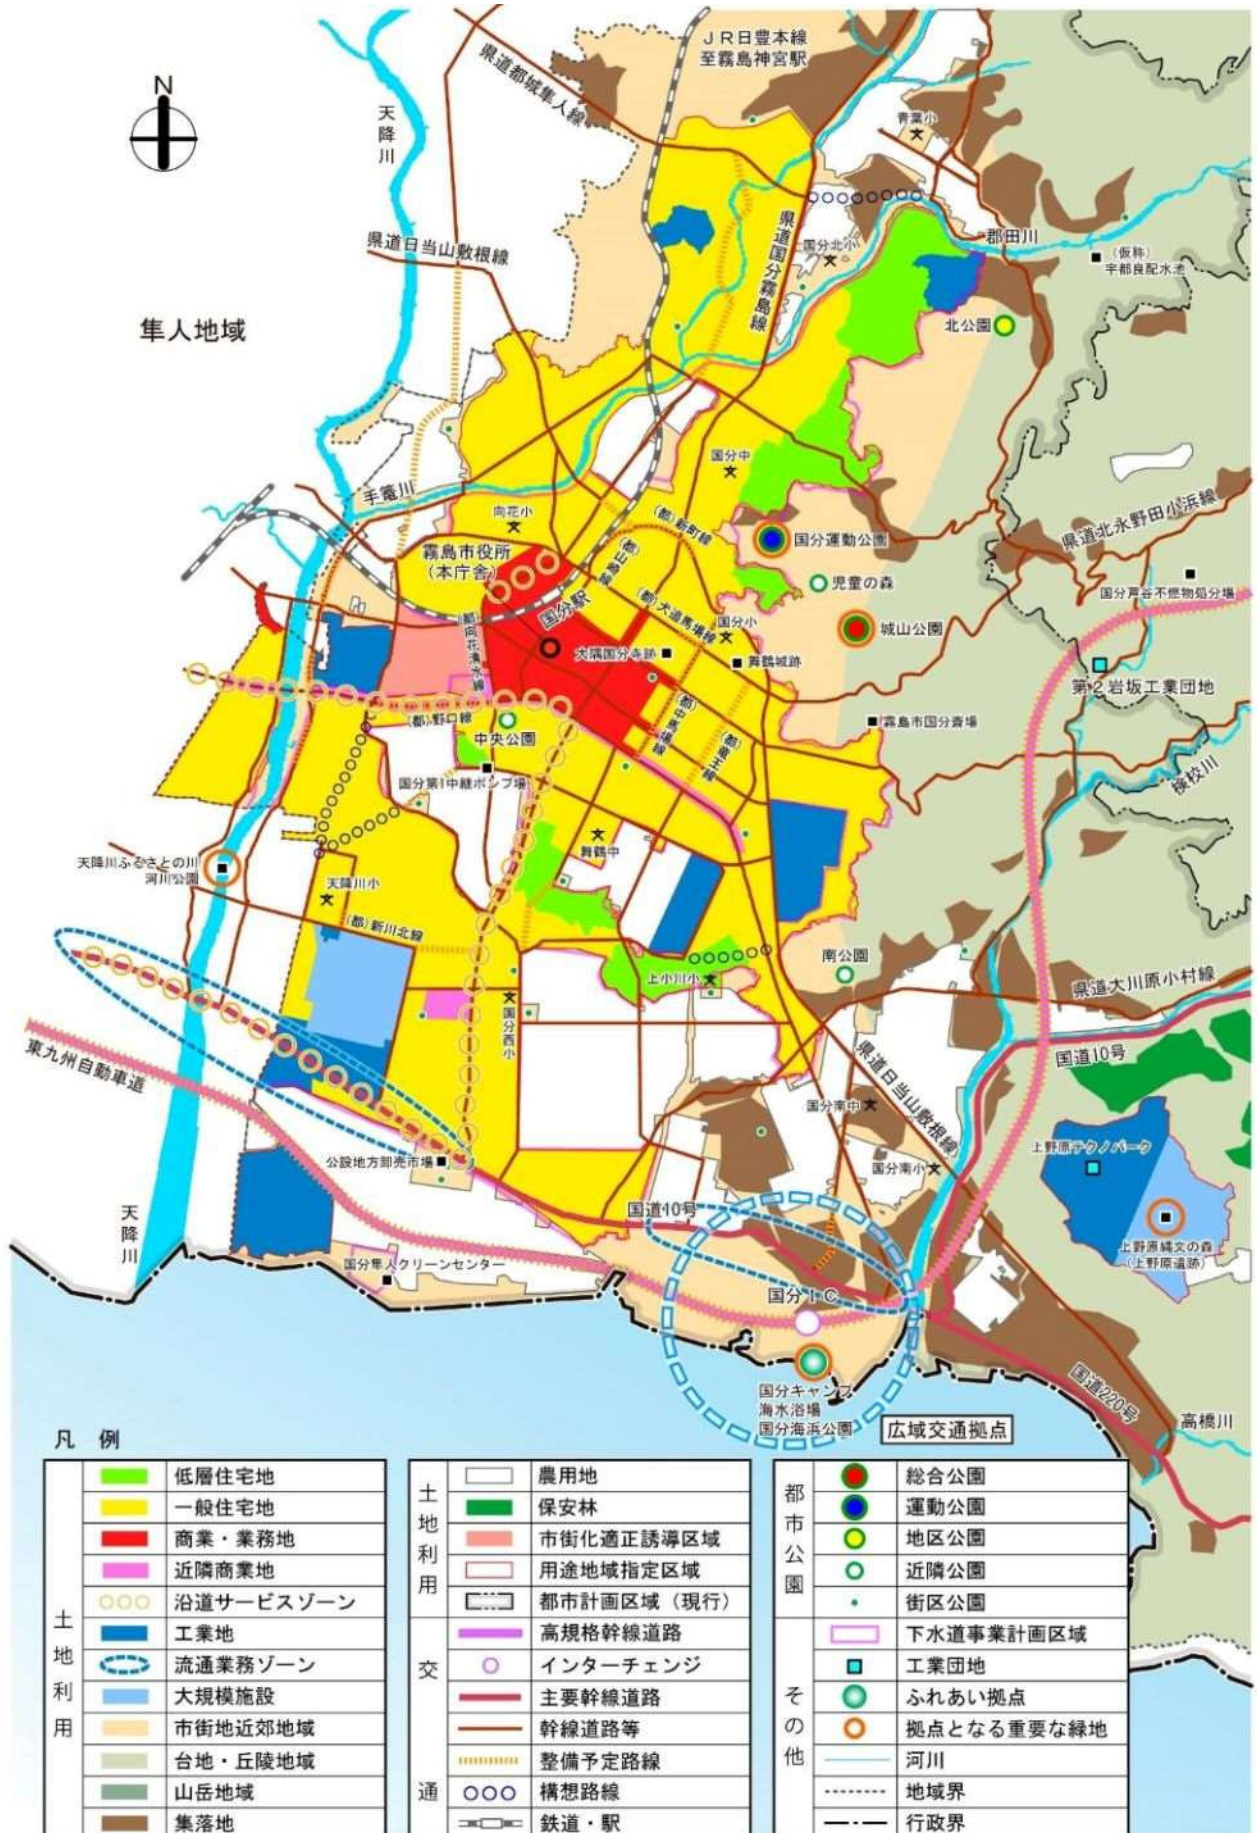 JR日豊本線
至霧島神宮駅
県道都城隼人線
N
天降川
青葉小
県道日当山敷根線
県道国分霧島線
国分北小
郡田川
(仮称)
宇都良配水池
隼人地域
北公園
国分中
手篭川
向花小
(都)新町線
(都)山崎線
国分運動公園
県道北永野田小浜線
霧島市役所
(本庁舎)
児童の森
国分芦谷不燃物処分場
国分駅
(都)大道馬場線
国分小
城山公園
(都)向花清水線
大隅国分寺跡
舞鶴城跡
第2岩坂工業団地
(都)野口線
(都)中馬場線
(都)竜王線
霧島市国分斎場
中央公園
検校川
国分第1中継ポンプ場
舞鶴中
天降川ふるさとの川
河川公園
天降川小
(都)新川北線
南公園
上小川小
県道大川原小村線
国分西小
東九州自動車道
県道日当山敷根線
国道10号
国分南中
上野原テクノパーク
公設地方卸売市場
国分南小
国道10号
天降川
上野原縄文の森
(上野原遺跡)
国分隼人クリーンセンター
国分IC
国道220号
国分キャンプ
海水浴場
国分海浜公園
広域交通拠点
高橋川
凡 例
土地利用
低層住宅地
一般住宅地
商業・業務地
近隣商業地
沿道サービスゾーン
工業地
流通業務ゾーン
大規模施設
市街地近郊地域
台地・丘陵地域
山岳地域
集落地
土地利用
農用地
保安林
市街化適正誘導区域
用途地域指定区域
都市計画区域(現行)
交通
高規格幹線道路
インターチェンジ
主要幹線道路
幹線道路等
整備予定路線
構想路線
鉄道・駅
都市公園
総合公園
運動公園
地区公園
近隣公園
街区公園
その他
下水道事業計画区域
工業団地
ふれあい拠点
拠点となる重要な緑地
河川
地域界
行政界